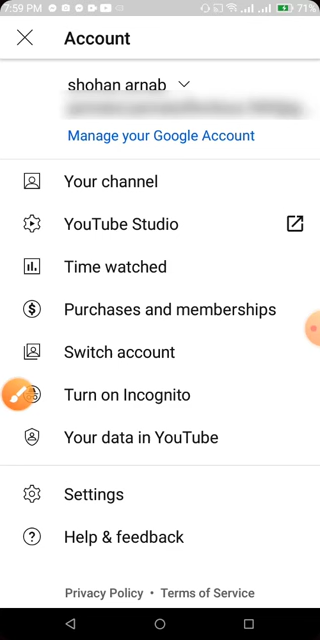 7:59 PM
71%
Account
shohan arnab
Manage your Google Account
Your channel
YouTube Studio
Time watched
Purchases and memberships
Switch account
Turn on Incognito
Your data in YouTube
Settings
Help & feedback
Privacy Policy • Terms of Service